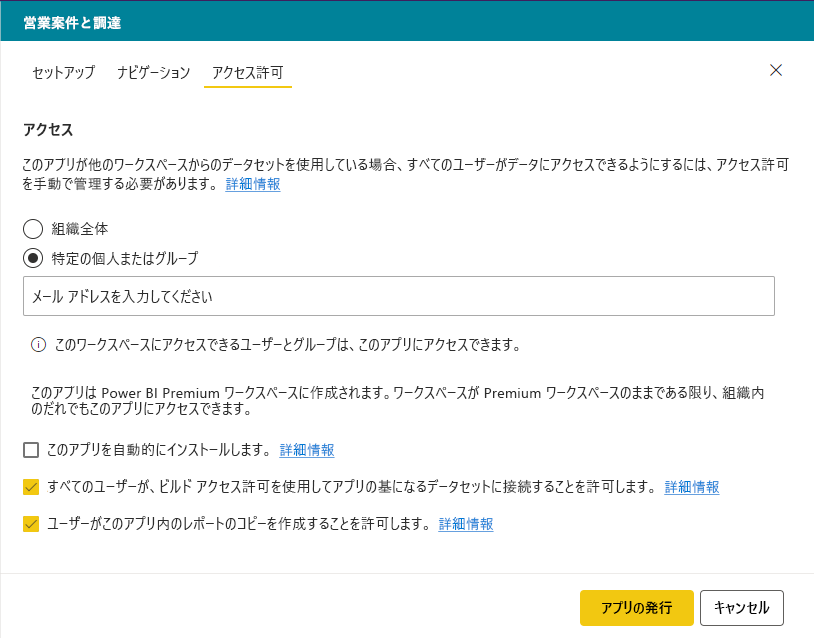 営業案件と調達
セットアップ ナビゲーション アクセス許可
アクセス
このアプリが他のワークスペースからのデータセットを使用している場合、すべてのユーザーがデータにアクセスできるようにするには、アクセス許可
を手動で管理する必要があります。 詳細情報
組織全体
特定の個人またはグループ
メール アドレスを入力してください
このワークスペースにアクセスできるユーザーとグループは、このアプリにアクセスできます。
このアプリは Power BI Premium ワークスペースに作成されます。ワークスペースが Premium ワークスペースのままである限り、組織内
のだれでもこのアプリにアクセスできます。
このアプリを自動的にインストールします。 詳細情報
すべてのユーザーが、ビルド アクセス許可を使用してアプリの基になるデータセットに接続することを許可します。 詳細情報
ユーザーがこのアプリ内のレポートのコピーを作成することを許可します。 詳細情報
アプリの発行 キャンセル